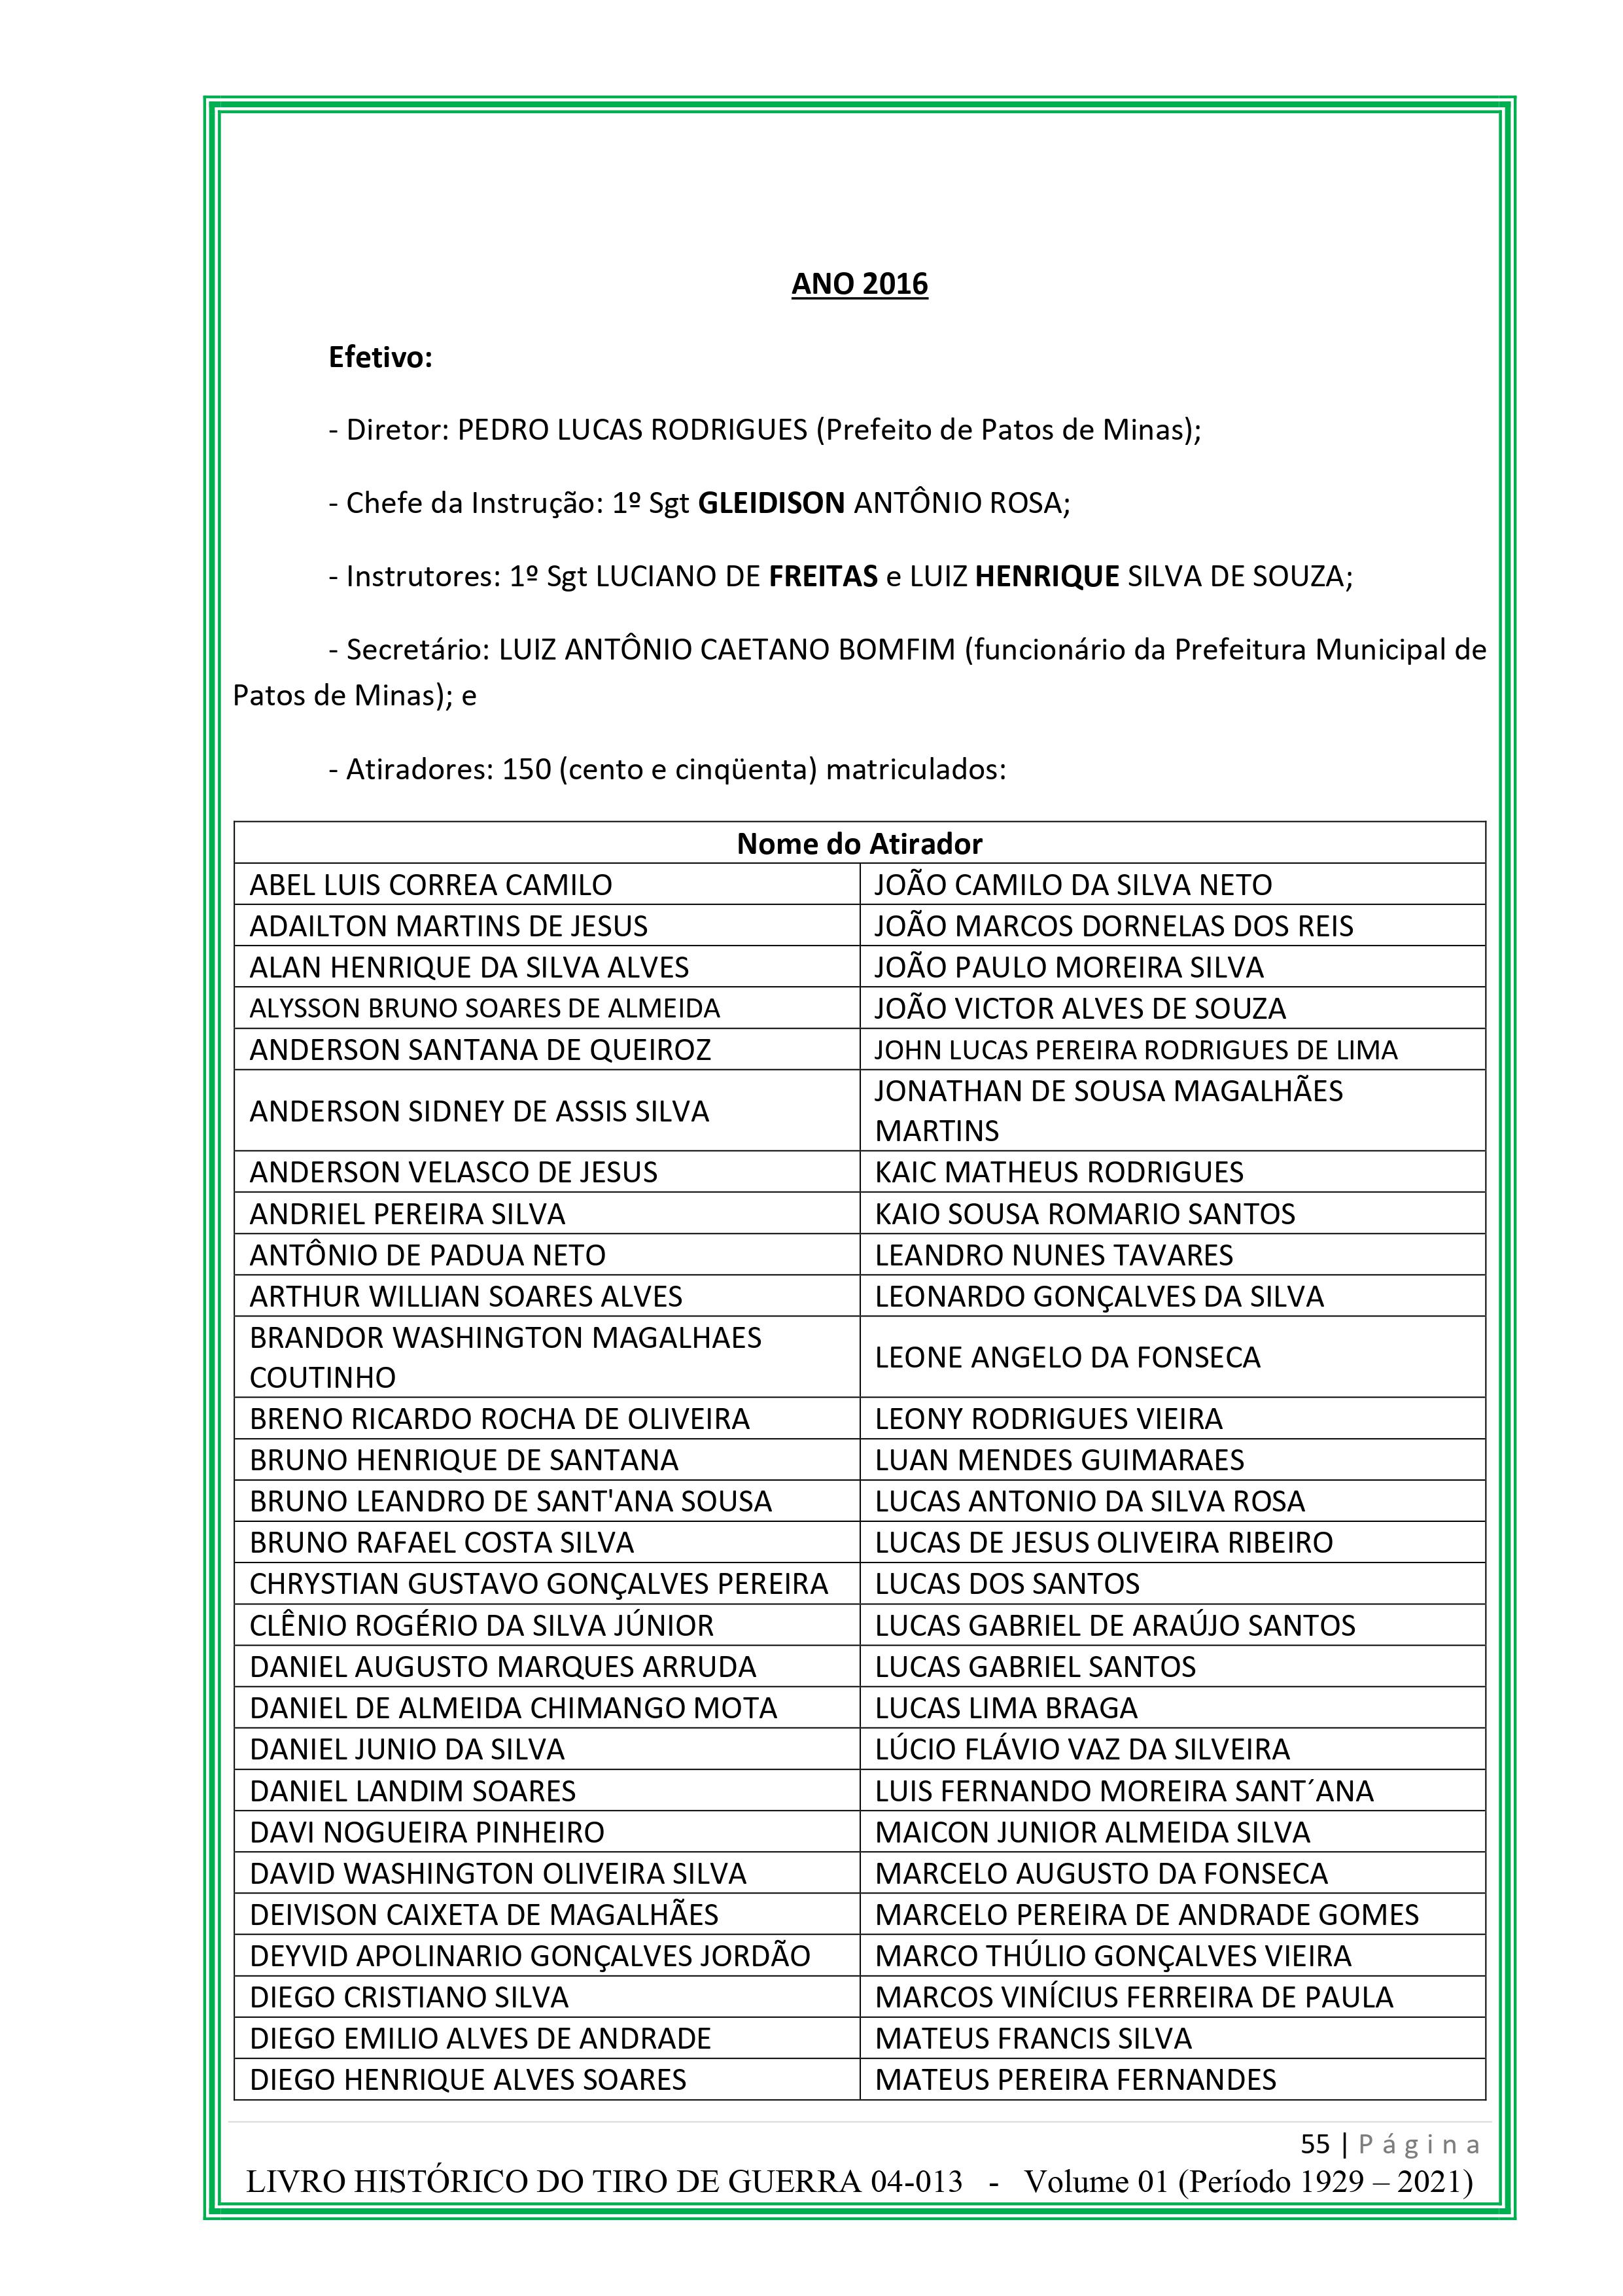 ANO 2016
Efetivo:
- Diretor: PEDRO LUCAS RODRIGUES (Prefeito de Patos de Minas);
- Chefe da Instrução: 1º Sgt GLEIDISON ANTÔNIO ROSA;
- Instrutores: 1º Sgt LUCIANO DE FREITAS e LUIZ HENRIQUE SILVA DE SOUZA;
- Secretário: LUIZ ANTÔNIO CAETANO BOMFIM (funcionário da Prefeitura Municipal de
Patos de Minas); e
- Atiradores: 150 (cento e cinqüenta) matriculados:
Nome do Atirador
ABEL LUIS CORREA CAMILO JOÃO CAMILO DA SILVA NETO
ADAILTON MARTINS DE JESUS JOÃO MARCOS DORNELAS DOS REIS
ALAN HENRIQUE DA SILVA ALVES JOÃO PAULO MOREIRA SILVA
ALYSSON BRUNO SOARES DE ALMEIDA JOÃO VICTOR ALVES DE SOUZA
ANDERSON SANTANA DE QUEIROZ JOHN LUCAS PEREIRA RODRIGUES DE LIMA
ANDERSON SIDNEY DE ASSIS SILVA JONATHAN DE SOUSA MAGALHÃES
MARTINS
ANDERSON VELASCO DE JESUS KAIC MATHEUS RODRIGUES
ANDRIEL PEREIRA SILVA KAIO SOUSA ROMARIO SANTOS
ANTÔNIO DE PADUA NETO LEANDRO NUNES TAVARES
ARTHUR WILLIAN SOARES ALVES LEONARDO GONÇALVES DA SILVA
BRANDOR WASHINGTON MAGALHAES
COUTINHO LEONE ANGELO DA FONSECA
BRENO RICARDO ROCHA DE OLIVEIRA LEONY RODRIGUES VIEIRA
BRUNO HENRIQUE DE SANTANA LUAN MENDES GUIMARAES
BRUNO LEANDRO DE SANT'ANA SOUSA LUCAS ANTONIO DA SILVA ROSA
BRUNO RAFAEL COSTA SILVA LUCAS DE JESUS OLIVEIRA RIBEIRO
CHRYSTIAN GUSTAVO GONÇALVES PEREIRA LUCAS DOS SANTOS
CLÊNIO ROGÉRIO DA SILVA JÚNIOR LUCAS GABRIEL DE ARAÚJO SANTOS
DANIEL AUGUSTO MARQUES ARRUDA LUCAS GABRIEL SANTOS
DANIEL DE ALMEIDA CHIMANGO MOTA LUCAS LIMA BRAGA
DANIEL JUNIO DA SILVA LÚCIO FLÁVIO VAZ DA SILVEIRA
DANIEL LANDIM SOARES LUIS FERNANDO MOREIRA SANT´ANA
DAVI NOGUEIRA PINHEIRO MAICON JUNIOR ALMEIDA SILVA
DAVID WASHINGTON OLIVEIRA SILVA MARCELO AUGUSTO DA FONSECA
DEIVISON CAIXETA DE MAGALHÃES MARCELO PEREIRA DE ANDRADE GOMES
DEYVID APOLINARIO GONÇALVES JORDÃO MARCO THÚLIO GONÇALVES VIEIRA
DIEGO CRISTIANO SILVA MARCOS VINÍCIUS FERREIRA DE PAULA
DIEGO EMILIO ALVES DE ANDRADE MATEUS FRANCIS SILVA
DIEGO HENRIQUE ALVES SOARES MATEUS PEREIRA FERNANDES
55 | Página
LIVRO HISTÓRICO DO TIRO DE GUERRA 04-013 - Volume 01 (Período 1929 – 2021)